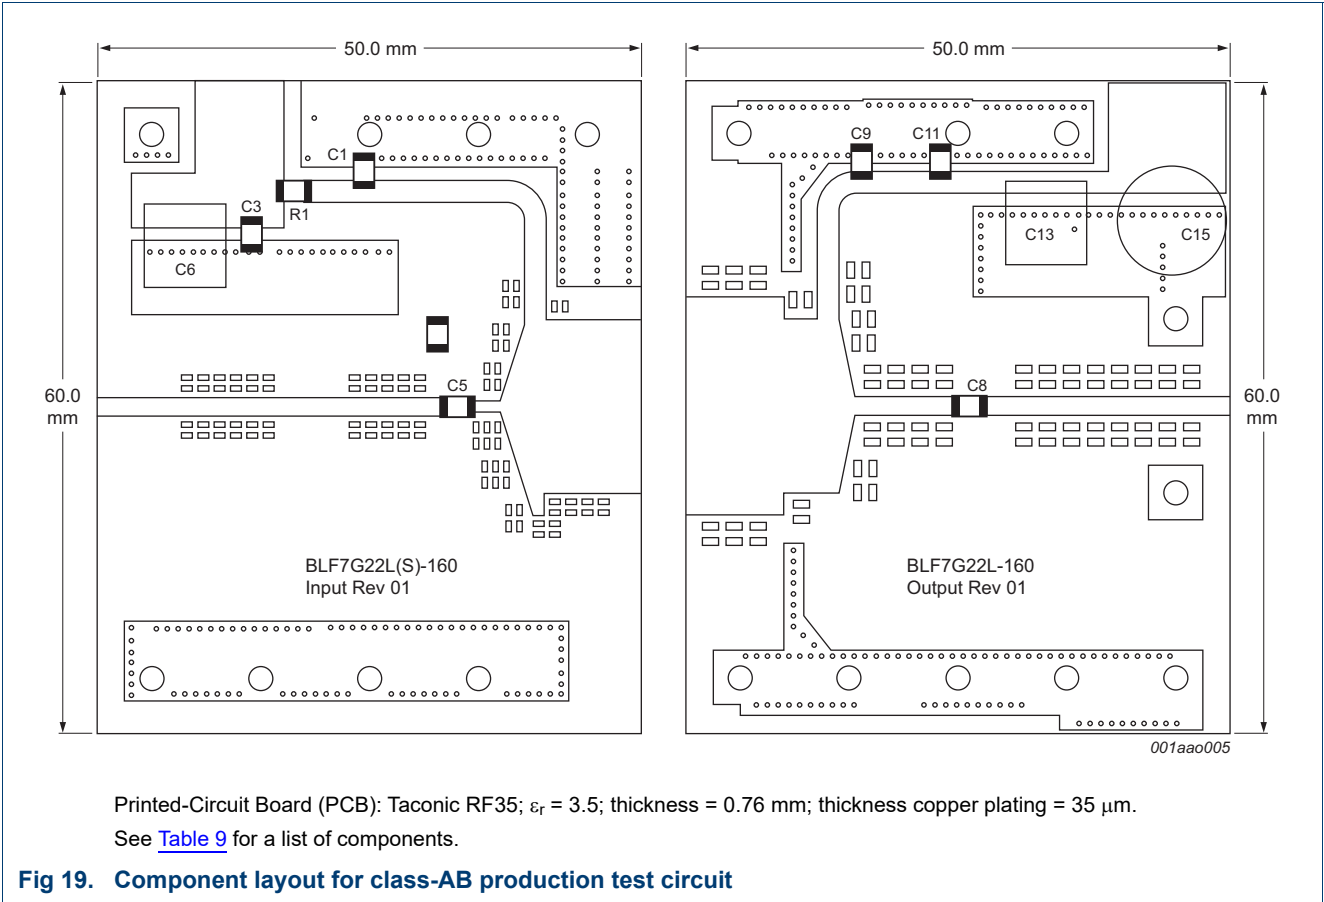 50.0 mm
50.0 mm
C1
C9
C11
C3
R1
C6
C13
C15
60.0
mm
C5
C8
60.0
mm
BLF7G22L(S)-160
Input Rev 01
BLF7G22L-160
Output Rev 01
001aao005
Printed-Circuit Board (PCB): Taconic RF35; εr = 3.5; thickness = 0.76 mm; thickness copper plating = 35 μm.
See Table 9 for a list of components.
Fig 19. Component layout for class-AB production test circuit